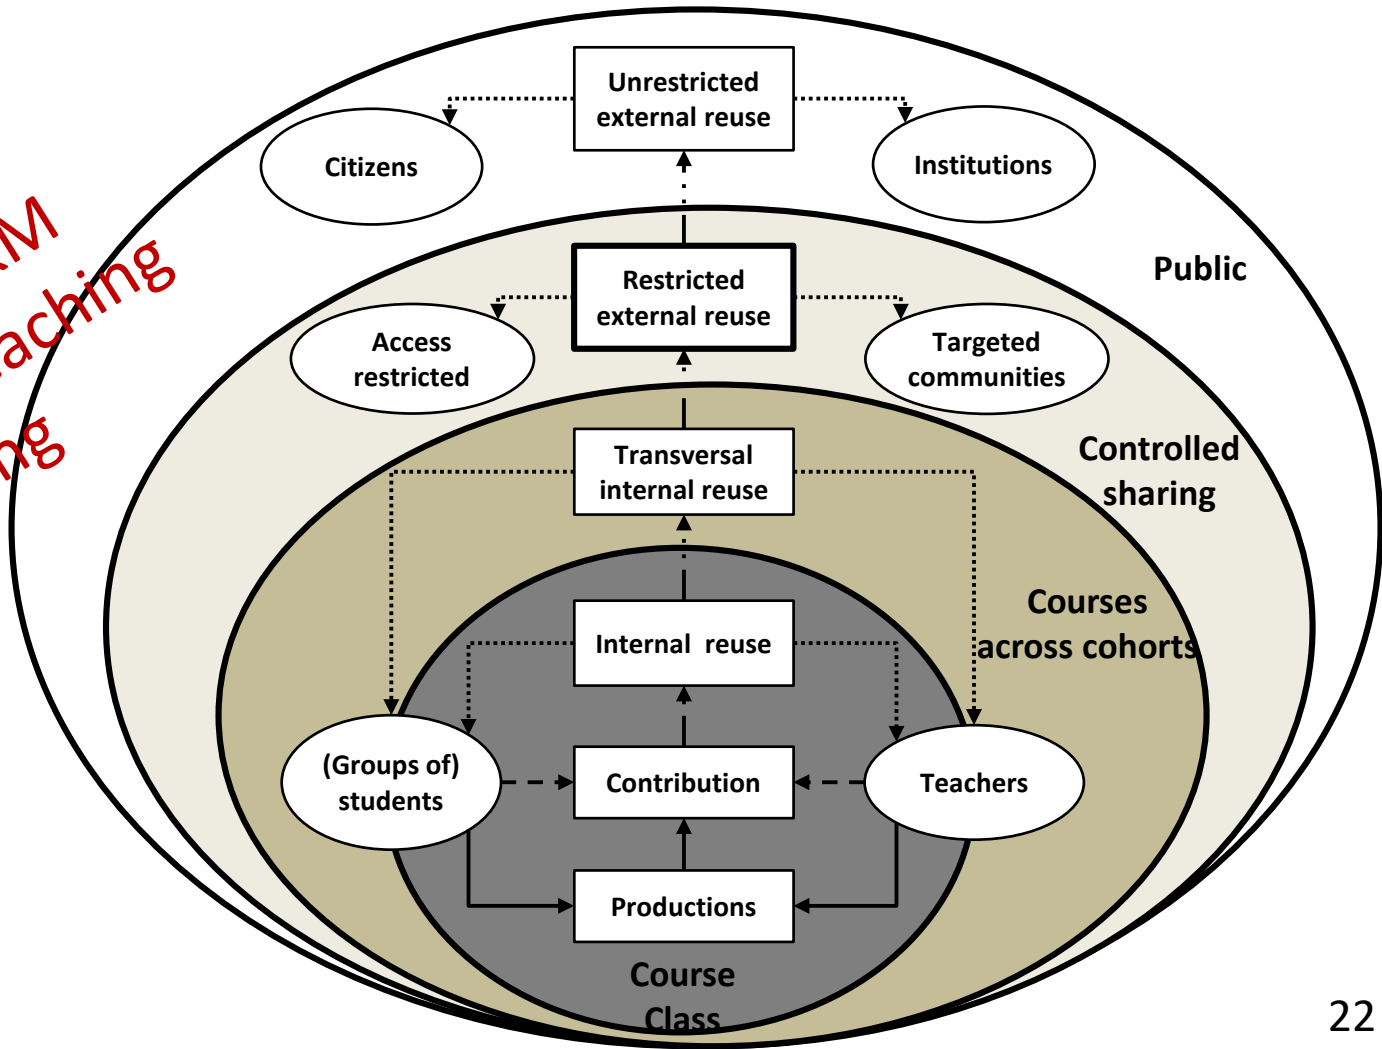 Unrestricted
external reuse
Citizens
Institutions
Public
Restricted
external reuse
Access
restricted
Targeted
communities
Controlled
sharing
Transversal
internal reuse
Courses
across cohorts
Internal reuse
(Groups of)
students
Contribution
Teachers
Productions
Course
Class
22